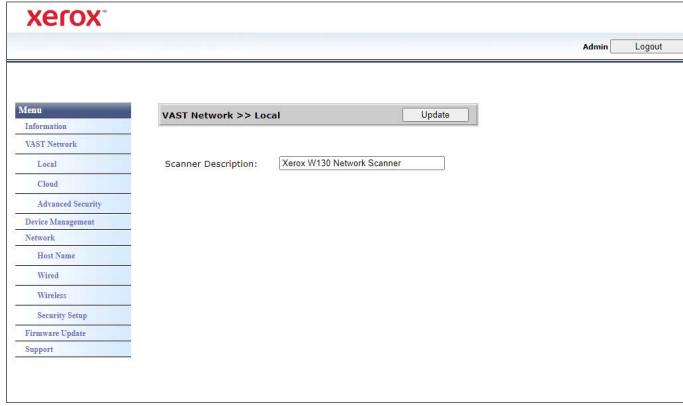 xerox™
Admin Logout
Menu
Information
VAST Network
Local
Cloud
Advanced Security
Device Management
Network
Host Name
Wired
Wireless
Security Setup
Firmware Update
Support
VAST Network >> Local Update
Scanner Description: Xerox W130 Network Scanner